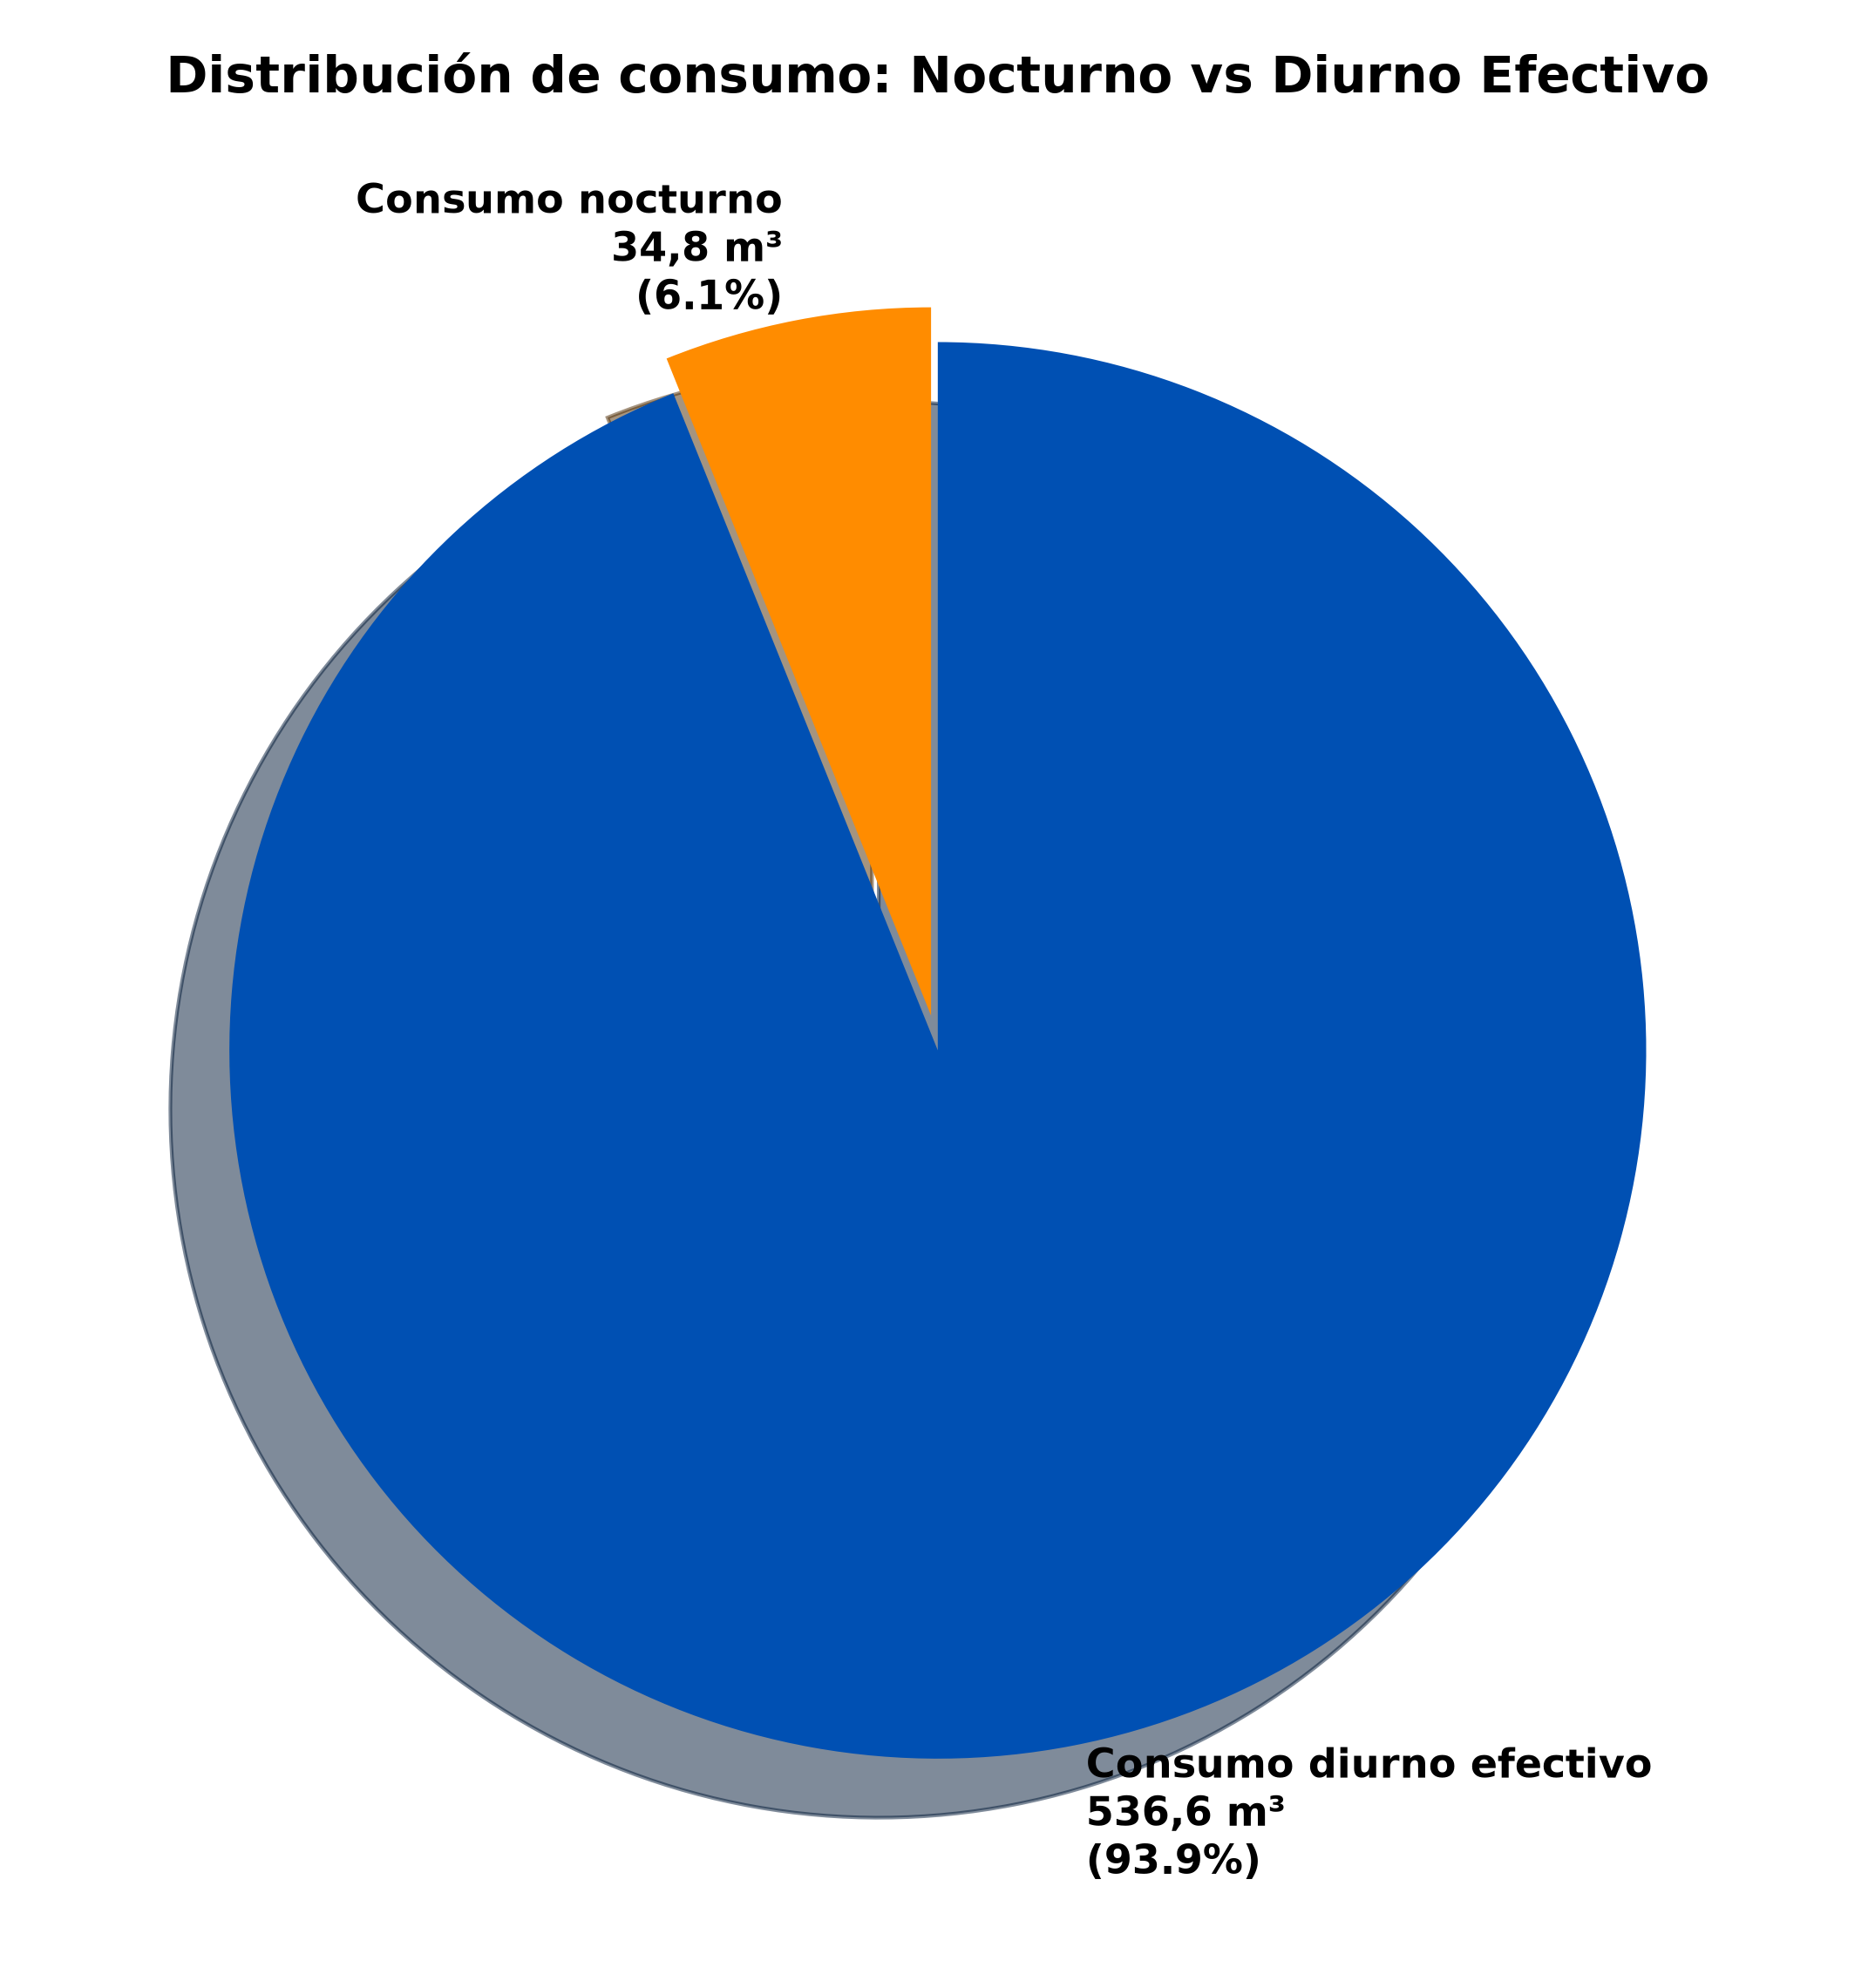 Distribución de consumo: Nocturno vs Diurno Efectivo
Consumo nocturno
34,8 m³
(6.1%)
Consumo diurno efectivo
536,6 m³
(93.9%)